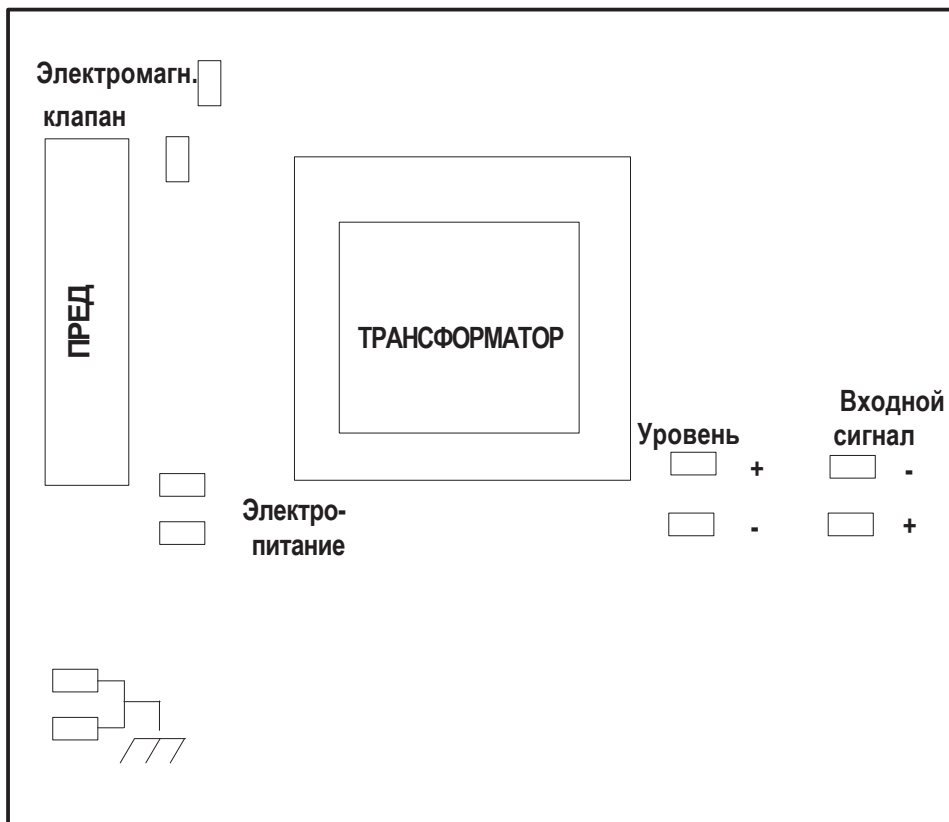 Электромагн.
клапан
ПРЕД
ТРАНСФОРМАТОР
Входной
Уровень
сигнал
+
-
Электро-
питание
-
+